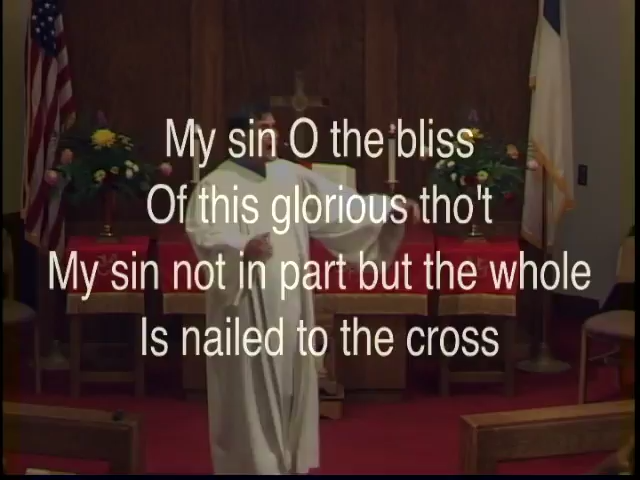 My sin O the bliss
Of this glorious tho't
My sin not in part but the whole
Is nailed to the cross